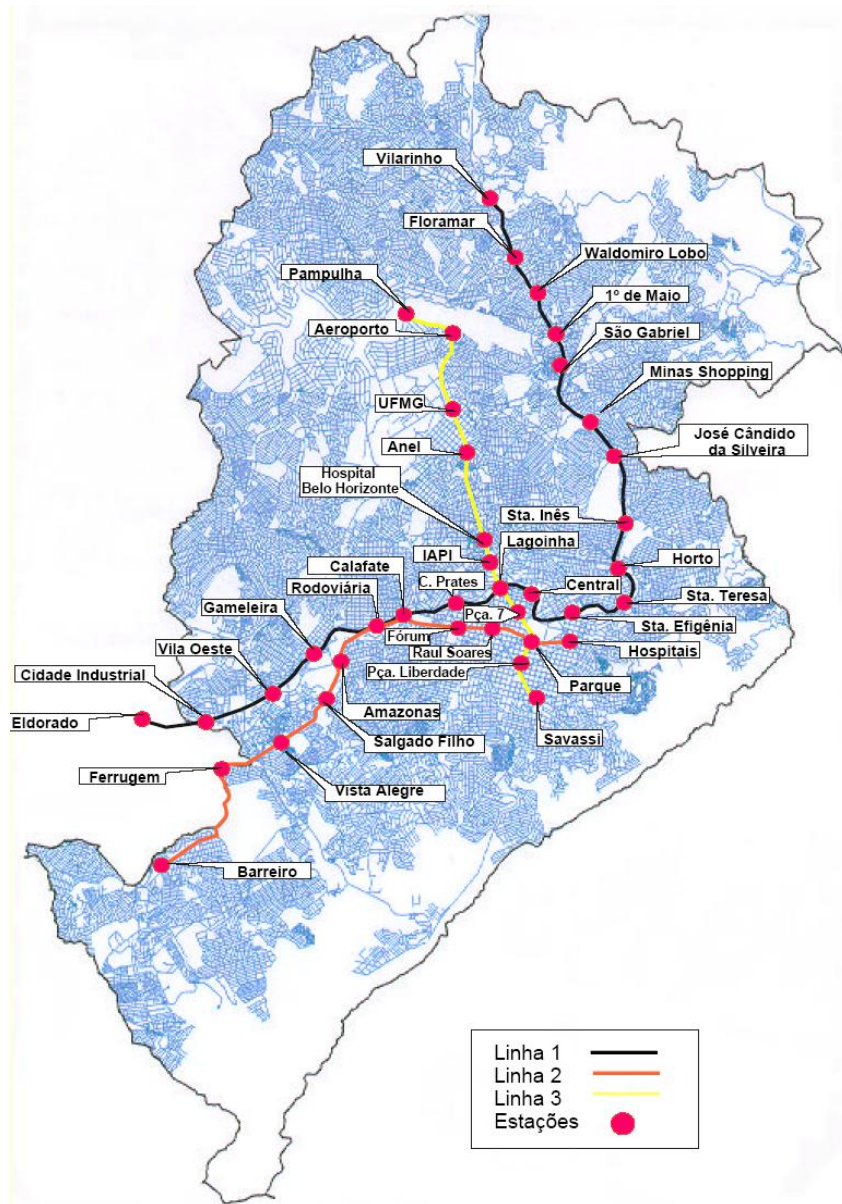 Vilarinho
Floramar
Waldomiro Lobo
Pampulha
1º de Maio
Aeroporto
São Gabriel
Minas Shopping
UFMG
José Cândido
da Silveira
Anel
Hospital
Belo Horizonte
Sta. Inês
IAPI
Lagoinha
Calafate
Horto
C. Prates
Central
Rodoviária
Sta. Teresa
Gameleira
Pça. 7
Fórum
Sta. Efigênia
Vila Oeste
Raul Soares
Hospitais
Cidade Industrial
Pça. Liberdade
Parque
Eldorado
Amazonas
Savassi
Salgado Filho
Ferrugem
Vista Alegre
Barreiro
Linha 1
Linha 2
Linha 3
Estações